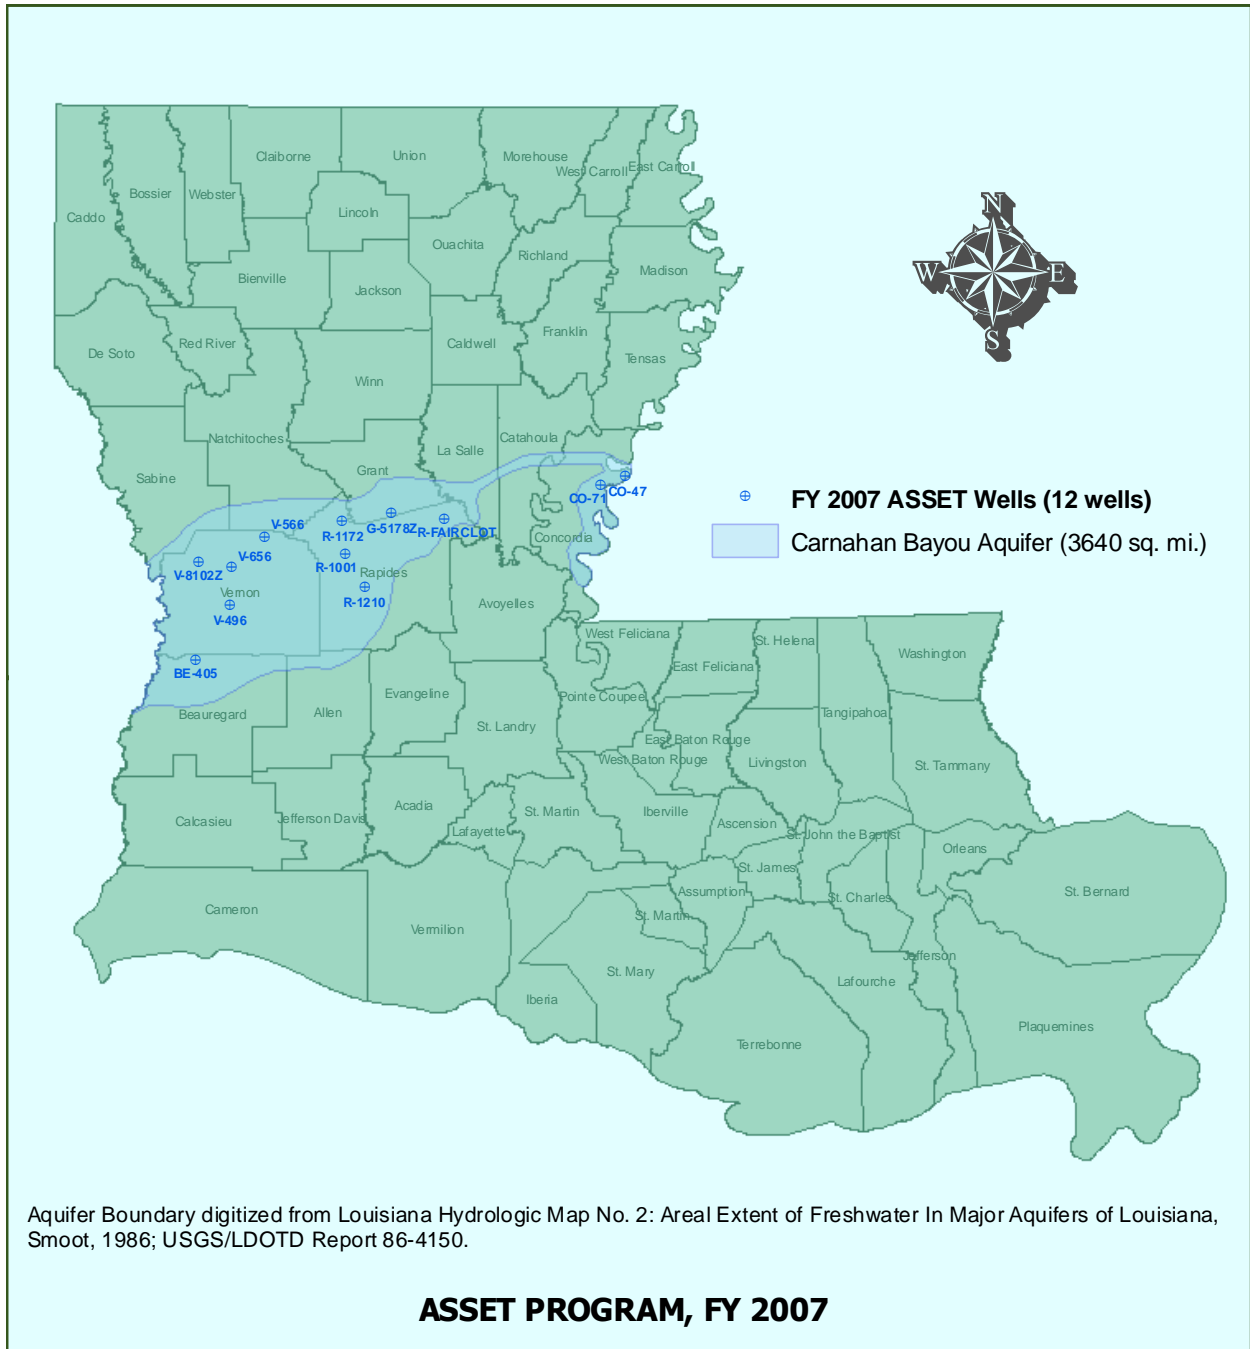 Claiborne
Union
Morehouse
West Carroll
East Carroll
Caddo
Bossier
Webster
Lincoln
Ouachita
Richland
Madison
Bienville
Jackson
De Soto
Red River
Caldwell
Franklin
Tensas
Winn
Natchitoches
La Salle
Catahoula
Sabine
Grant
Concordia
Rapides
Vernon
Avoyelles
V-566
R-1172
G-5178Z
R-FAIRCLOT
CO-71
CO-47
V-656
V-8102Z
R-1001
R-1210
V-496
BE-405
N
W
E
S
FY 2007 ASSET Wells (12 wells)
Carnahan Bayou Aquifer (3640 sq. mi.)
Beauregard
Allen
Evangeline
St. Landry
Pointe Coupee
West Feliciana
East Feliciana
St. Helena
Washington
Tangipahoa
East Baton Rouge
West Baton Rouge
Livingston
St. Tammany
Calcasieu
Jefferson Davis
Acadia
Lafayette
St. Martin
Iberville
Ascension
St. John the Baptist
Orleans
St. James
St. Charles
St. Bernard
Assumption
St. Martin
Cameron
Vermilion
Iberia
St. Mary
Terrebonne
Lafourche
Jefferson
Plaquemines
Aquifer Boundary digitized from Louisiana Hydrologic Map No. 2: Areal Extent of Freshwater In Major Aquifers of Louisiana,
Smoot, 1986; USGS/LDOTD Report 86-4150.
ASSET PROGRAM, FY 2007